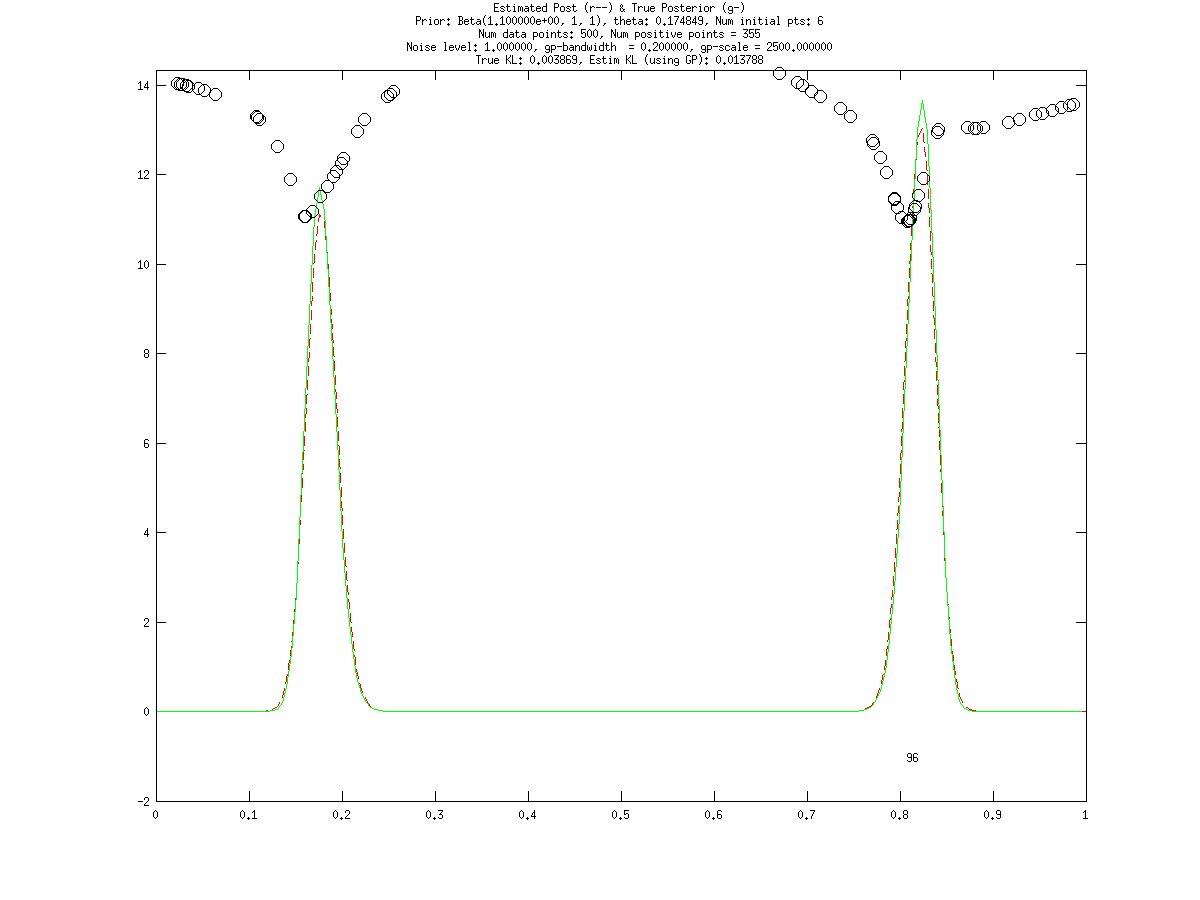 Estimated Post (r--) & True Posterior (g-)
Prior: Beta(1.100000e+00, 1, 1), theta: 0.174849, Num initial pts: 6
Num data points: 500, Num positive points = 355
Noise level: 1.000000, gp-bandwidth  = 0.200000, gp-scale = 2500.000000
True KL: 0.003869, Estim KL (using GP): 0.013788
14
12
10
8
6
4
2
0
96
-2
0 0.1 0.2 0.3 0.4 0.5 0.6 0.7 0.8 0.9 1